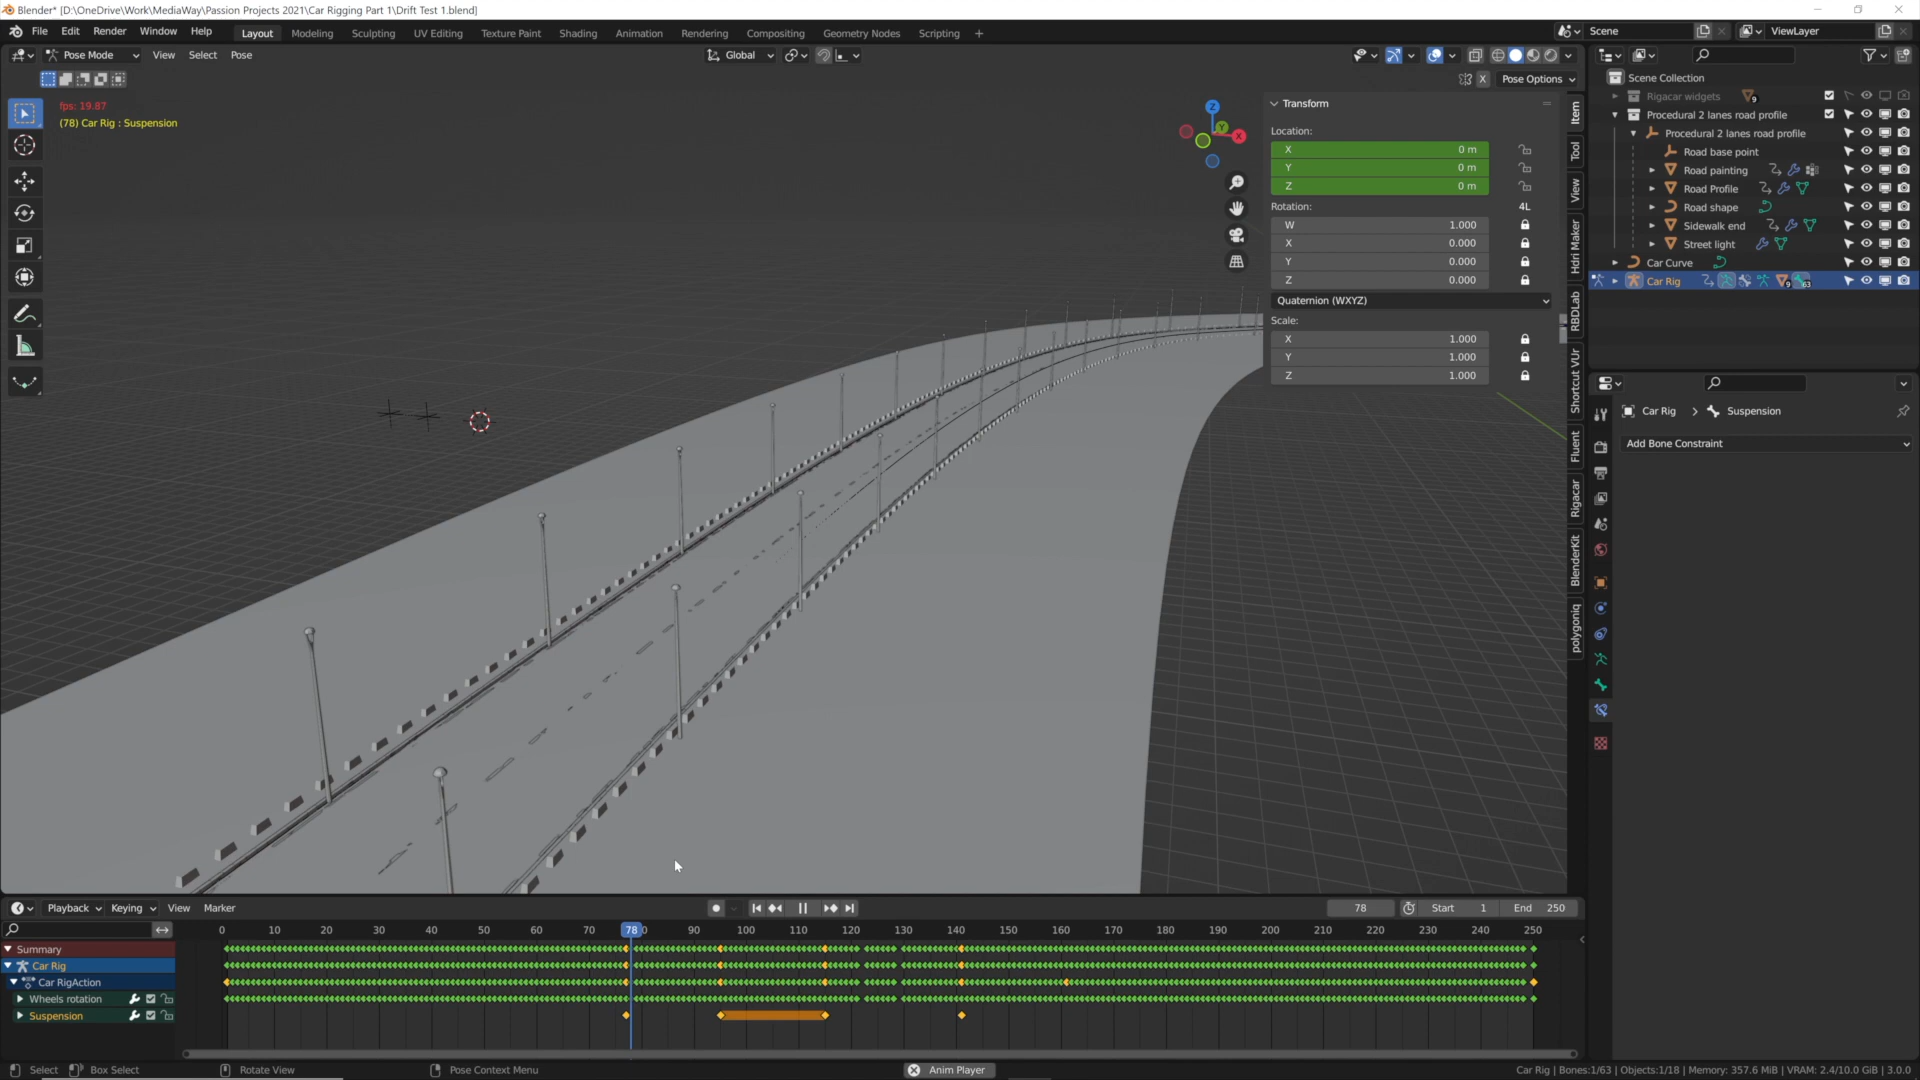 Blender* [D:\OneDrive\Work\MediaWay\Passion Projects 2021\Car Rigging Part 1\Drift Test 1.blend]
File Edit Render Window Help Layout Modeling Sculpting UV Editing Texture Paint Shading Animation Rendering Compositing Geometry Nodes Scripting + Scene ViewLayer
Pose Mode View Select Pose Global
X Pose Options
fps: 19.87
(78) Car Rig : Suspension
Z
Y
X
Transform
Location:
X 0 m
Y 0 m
Z 0 m
Rotation: 4L
W 1.000
X 0.000
Y 0.000
Z 0.000
Quaternion (WXYZ)
Scale:
X 1.000
Y 1.000
Z 1.000
Item
Tool
View
Hdri Maker
RBDLab
Shortcut VUr
Fluent
Rigacar
BlenderKit
polygoniq
Scene Collection
Rigacar widgets 9
Procedural 2 lanes road profile
Procedural 2 lanes road profile
Road base point
Road painting
Road Profile
Road shape
Sidewalk end
Street light
Car Curve
Car Rig 9 63
Car Rig > Suspension
Add Bone Constraint
Playback Keying View Marker 78 Start 1 End 250
0 10 20 30 40 50 60 70 78 0 90 100 110 120 130 140 150 160 170 180 190 200 210 220 230 240 250
Summary
Car Rig
Car RigAction
Wheels rotation
Suspension
Select Box Select Rotate View Pose Context Menu Anim Player Car Rig | Bones:1/63 | Objects:1/18 | Memory: 357.6 MiB | VRAM: 2.4/10.0 GiB | 3.0.0